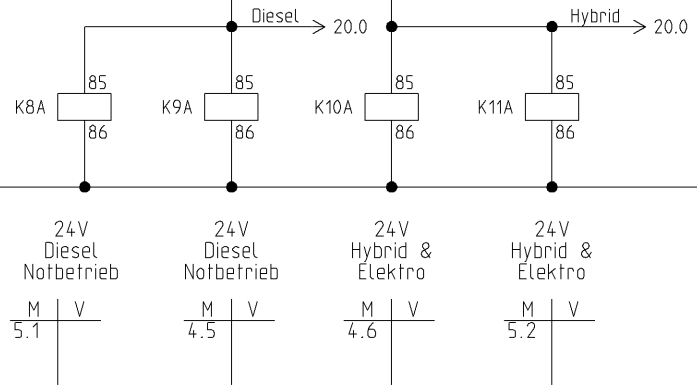 Diesel 20.0 Hybrid 20.0
85 85 85 85
K8A K9A K10A K11A
86 86 86 86
24V 24V 24V 24V
Diesel Diesel Hybrid & Hybrid &
Notbetrieb Notbetrieb Elektro Elektro
M V M V M V M V
5.1 4.5 4.6 5.2